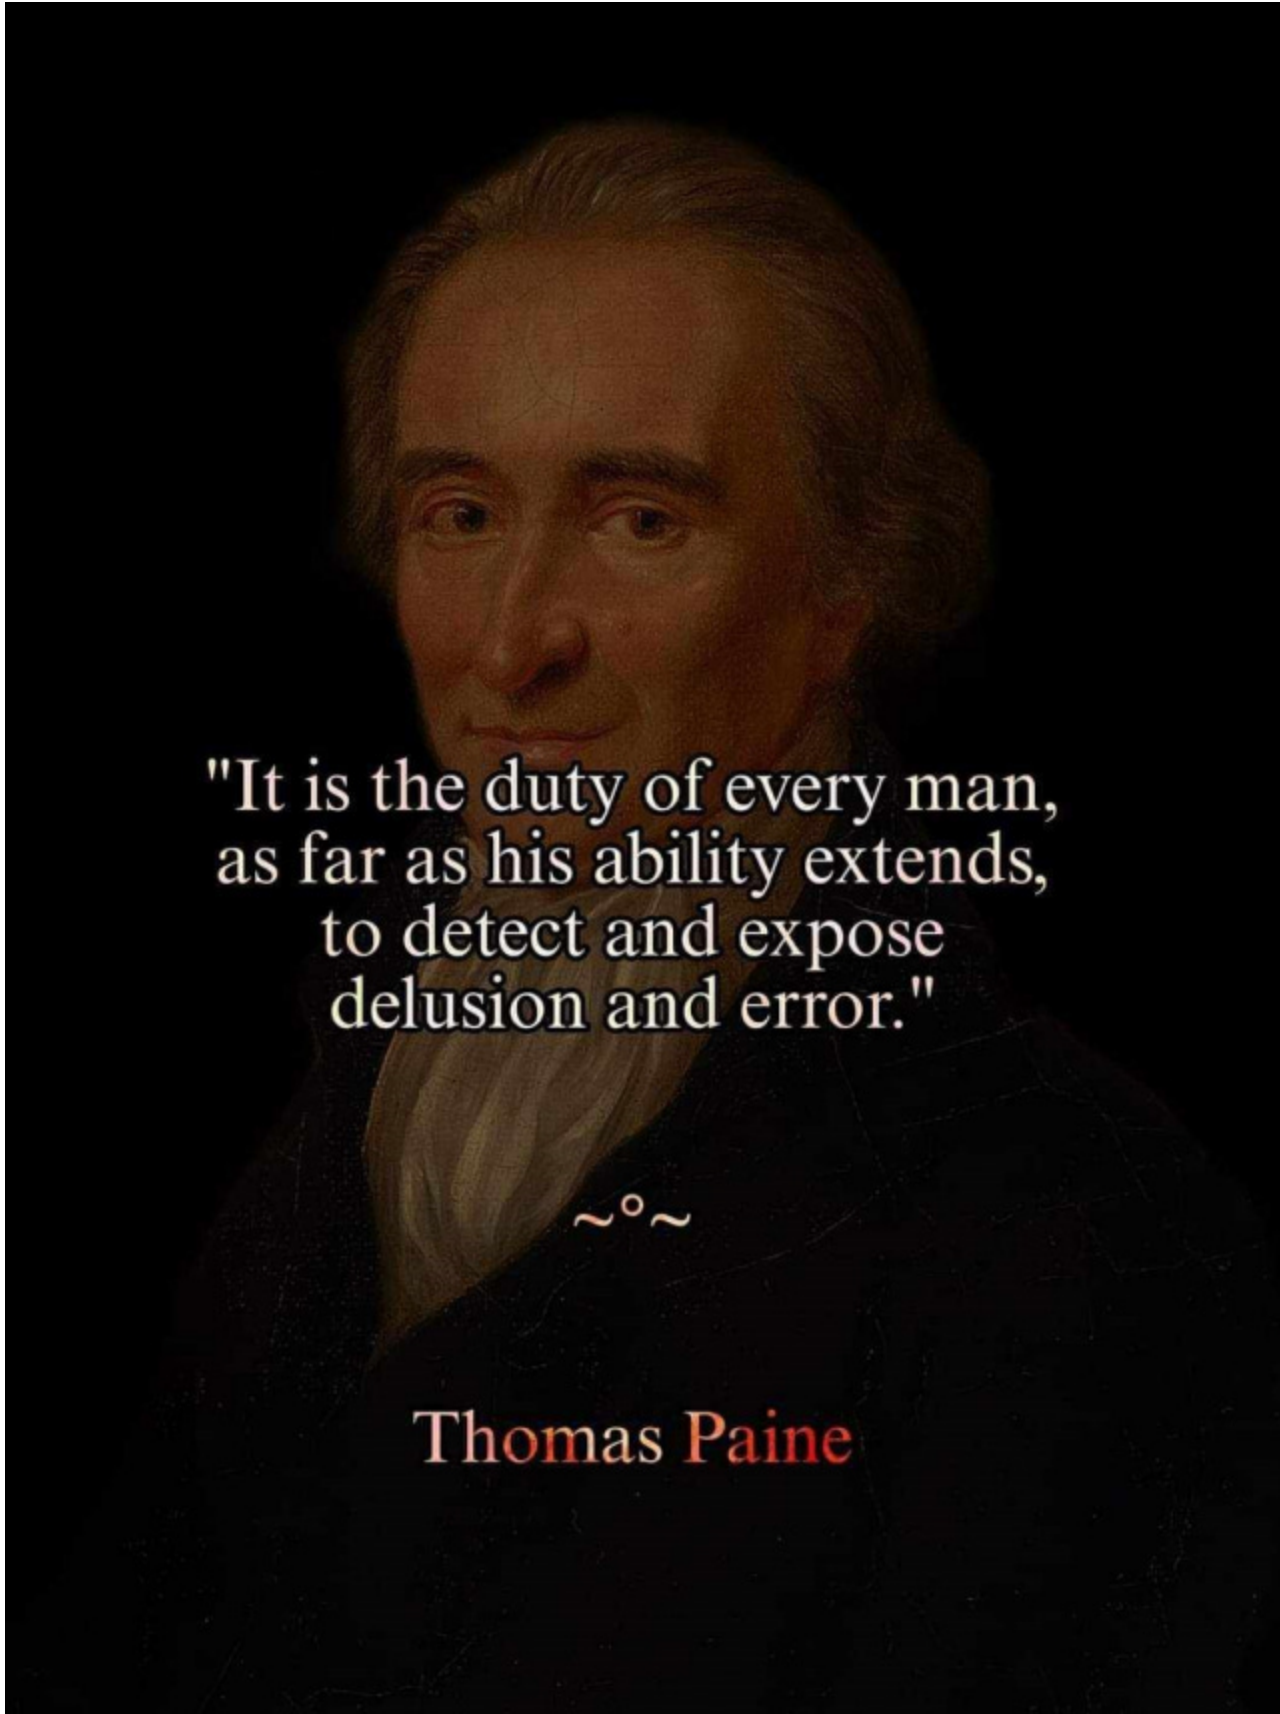 "It is the duty of every man,
as far as his ability extends,
to detect and expose
delusion and error."
~°~
Thomas Paine